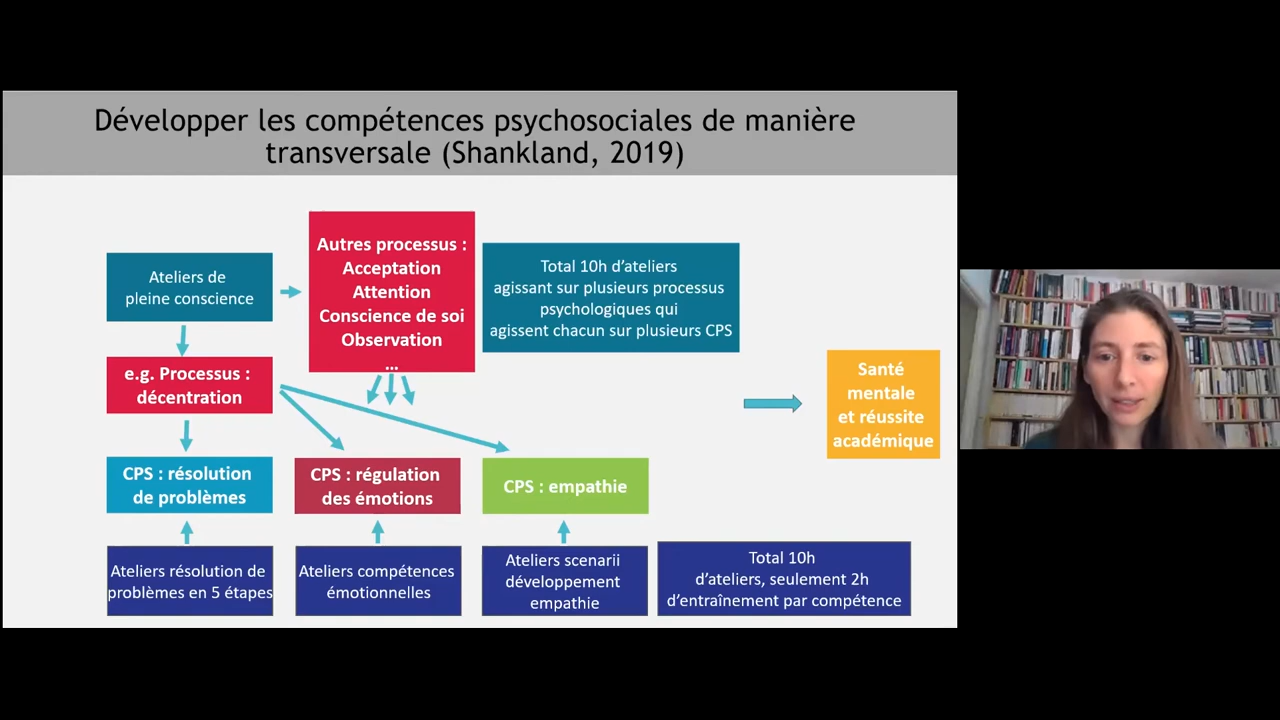 Développer les compétences psychosociales de manière
transversale (Shankland, 2019)
Ateliers de
pleine conscience
Autres processus :
Acceptation
Attention
Conscience de soi
Observation
...
Total 10h d’ateliers
agissant sur plusieurs processus
psychologiques qui
agissent chacun sur plusieurs CPS
e.g. Processus :
décentration
Santé
mentale
et réussite
académique
CPS : résolution
de problèmes
CPS : régulation
des émotions
CPS : empathie
Ateliers résolution de
problèmes en 5 étapes
Ateliers compétences
émotionnelles
Ateliers scenarii
développement
empathie
Total 10h
d’ateliers, seulement 2h
d’entraînement par compétence